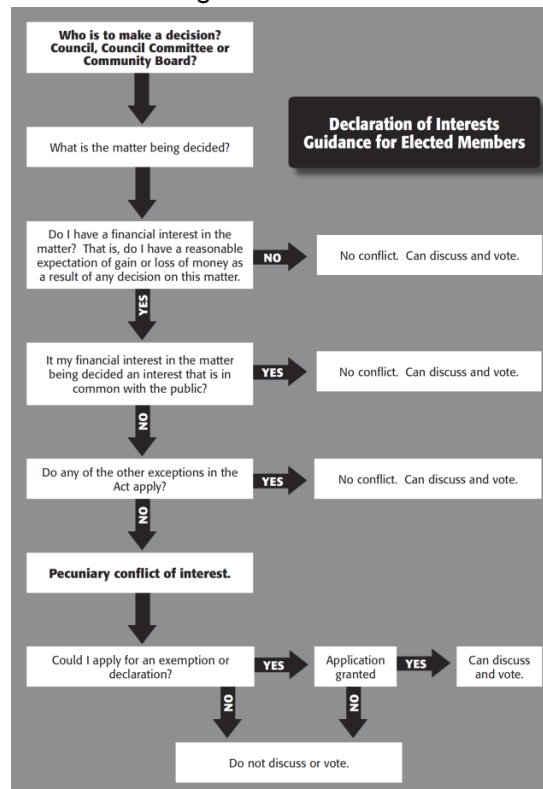 Who is to make a decision?
Council, Council Committee or
Community Board?
Declaration of Interests
Guidance for Elected Members
What is the matter being decided?
Do I have a financial interest in the
matter? That is, do I have a reasonable
expectation of gain or loss of money as
a result of any decision on this matter.
NO
No conflict. Can discuss and vote.
YES
It my financial interest in the matter
being decided an interest that is in
common with the public?
YES
No conflict. Can discuss and vote.
NO
Do any of the other exceptions in the
Act apply?
YES
No conflict. Can discuss and vote.
NO
Pecuniary conflict of interest.
Could I apply for an exemption or
declaration?
YES
Application
granted
YES
Can discuss
and vote.
NO
NO
Do not discuss or vote.